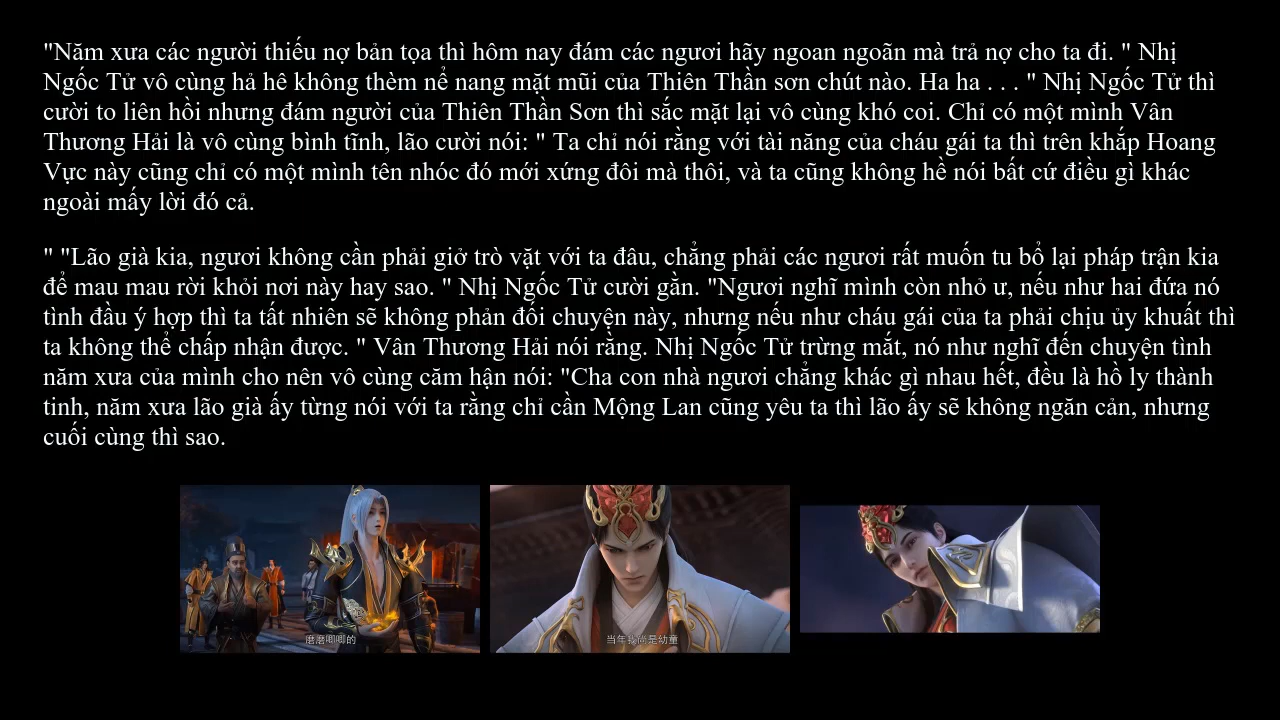 "Năm xưa các người thiếu nợ bản tọa thì hôm nay đám các ngươi hãy ngoan ngoãn mà trả nợ cho ta đi. " Nhị
Ngốc Tử vô cùng hả hê không thèm nể nang mặt mũi của Thiên Thần sơn chút nào. Ha ha . . . " Nhị Ngốc Tử thì
cười to liên hồi nhưng đám người của Thiên Thần Sơn thì sắc mặt lại vô cùng khó coi. Chỉ có một mình Vân
Thương Hải là vô cùng bình tĩnh, lão cười nói: " Ta chỉ nói rằng với tài năng của cháu gái ta thì trên khắp Hoang
Vực này cũng chỉ có một mình tên nhóc đó mới xứng đôi mà thôi, và ta cũng không hề nói bất cứ điều gì khác
ngoài mấy lời đó cả.
" "Lão già kia, ngươi không cần phải giở trò vặt với ta đâu, chẳng phải các ngươi rất muốn tu bổ lại pháp trận kia
để mau mau rời khỏi nơi này hay sao. " Nhị Ngốc Tử cười gằn. "Ngươi nghĩ mình còn nhỏ ư, nếu như hai đứa nó
tình đầu ý hợp thì ta tất nhiên sẽ không phản đối chuyện này, nhưng nếu như cháu gái của ta phải chịu ủy khuất thì
ta không thể chấp nhận được. " Vân Thương Hải nói rằng. Nhị Ngốc Tử trừng mắt, nó như nghĩ đến chuyện tình
năm xưa của mình cho nên vô cùng căm hận nói: "Cha con nhà ngươi chẳng khác gì nhau hết, đều là hồ ly thành
tinh, năm xưa lão già ấy từng nói với ta rằng chỉ cần Mộng Lan cũng yêu ta thì lão ấy sẽ không ngăn cản, nhưng
cuối cùng thì sao.
磨磨唧唧的
当年我尚是幼童